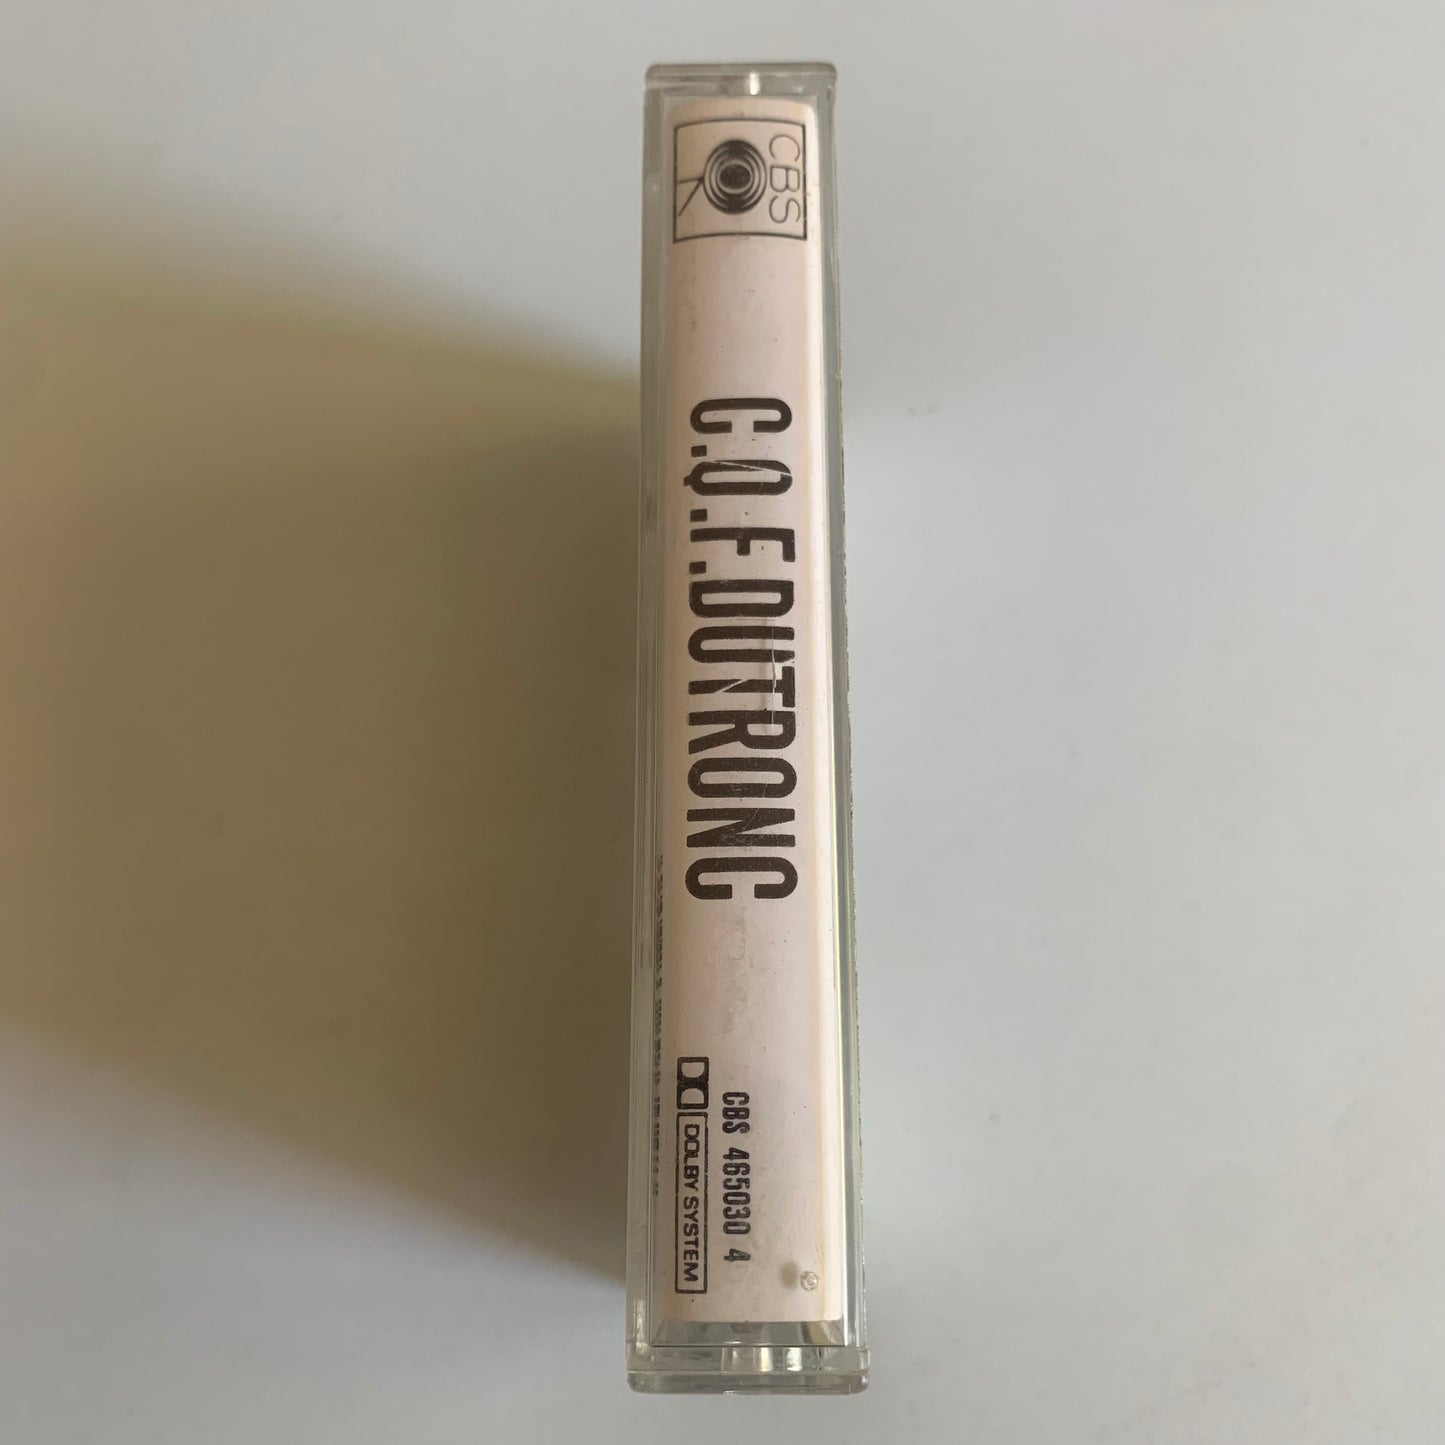 CBS
C.Q.F.DUTRONC
CBS 465030 4
DOLBY SYSTEM